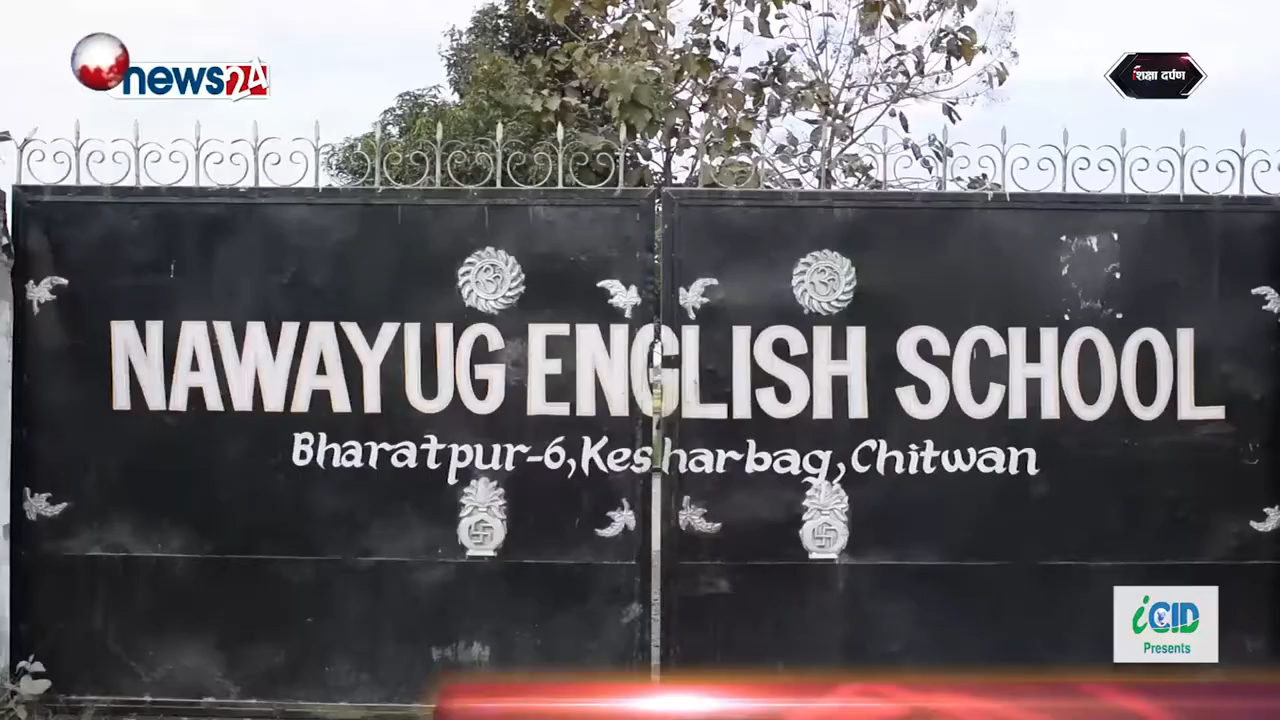 news24
शिक्षा दर्पण
NAWAYUG ENGLISH SCHOOL
Bharatpur-6,Kesharbag,Chitwan
iCID
Presents